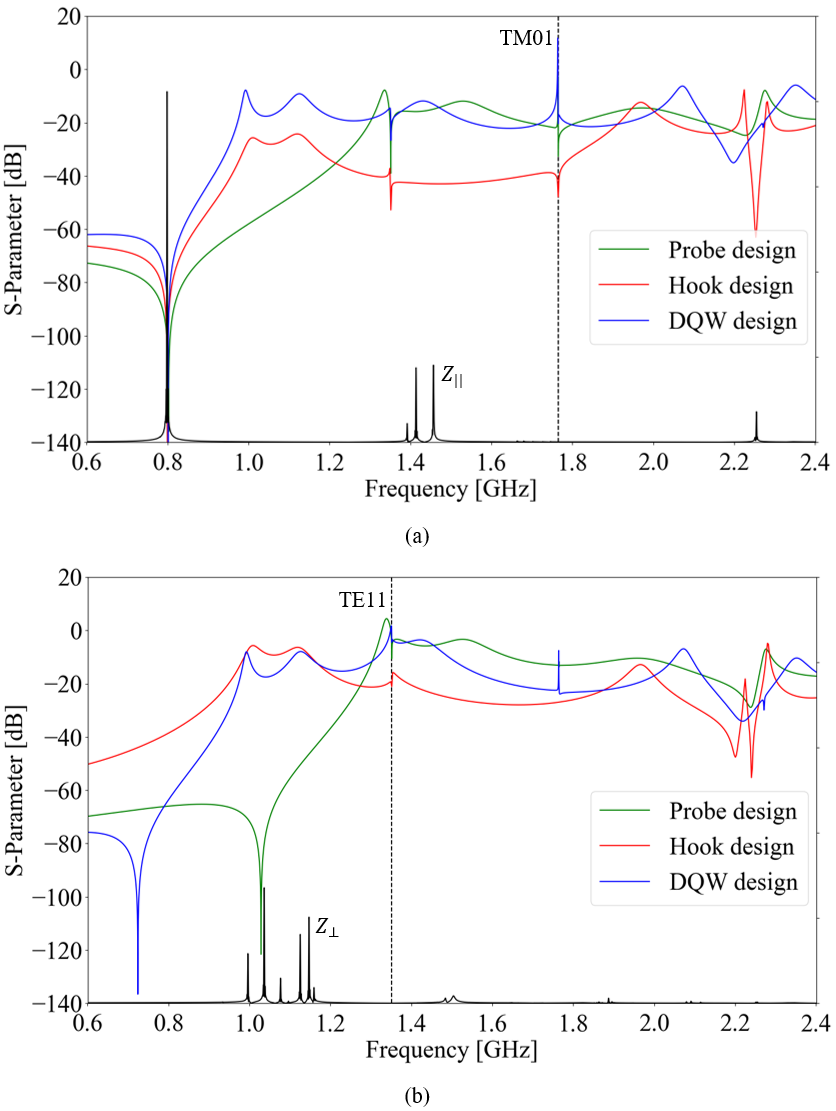 20
0
−20
−40
−60
−80
−100
−120
−140
S-Parameter [dB]
TM01
Probe design
Hook design
DQW design
Z||
0.6 0.8 1.0 1.2 1.4 1.6 1.8 2.0 2.2 2.4
Frequency [GHz]
(a)
20
0
−20
−40
−60
−80
−100
−120
−140
S-Parameter [dB]
TE11
Probe design
Hook design
DQW design
Z⊥
0.6 0.8 1.0 1.2 1.4 1.6 1.8 2.0 2.2 2.4
Frequency [GHz]
(b)